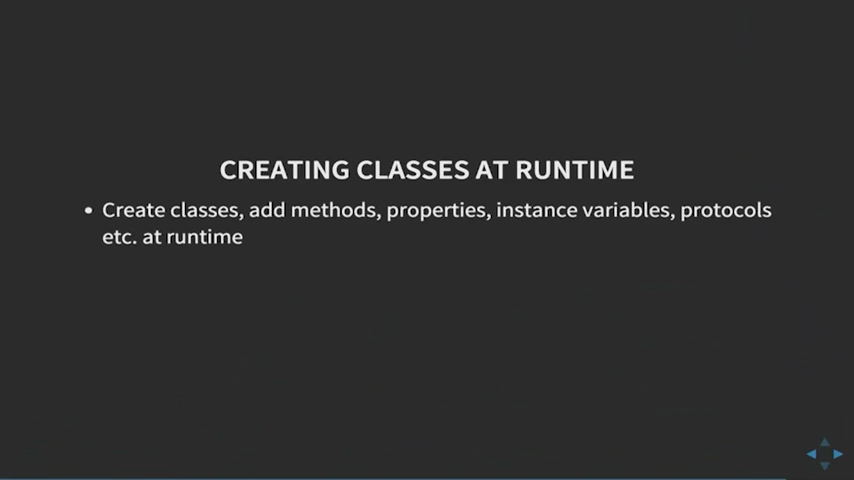 CREATING CLASSES AT RUNTIME
• Create classes, add methods, properties, instance variables, protocols
etc. at runtime